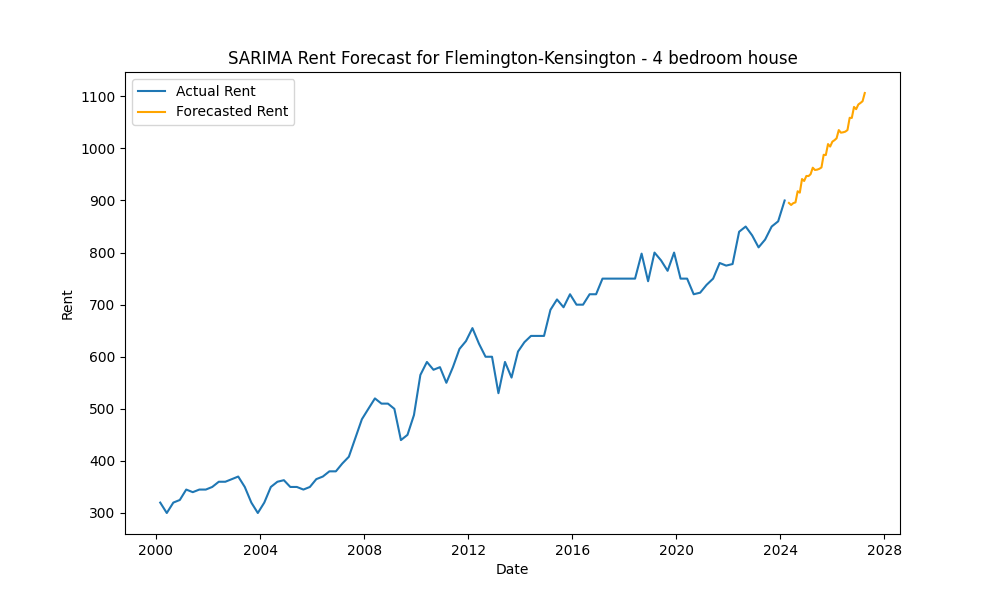 SARIMA Rent Forecast for Flemington-Kensington - 4 bedroom house
Actual Rent
Forecasted Rent
1100
1000
900
800
700
600
500
400
300
Rent
2000 2004 2008 2012 2016 2020 2024 2028
Date